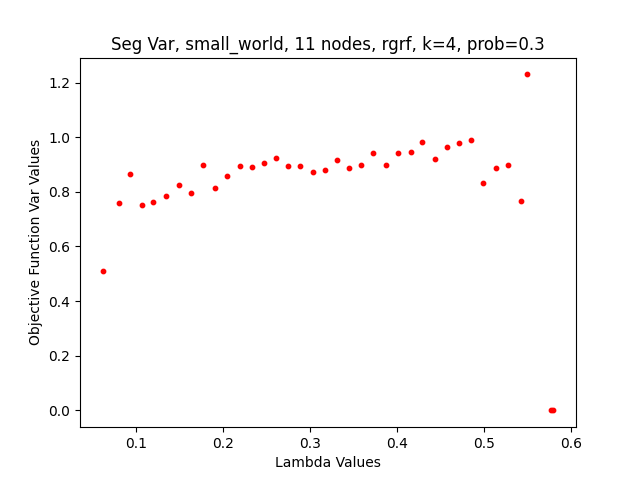 Seg Var, small_world, 11 nodes, rgrf, k=4, prob=0.3
Objective Function Var Values
1.2
1.0
0.8
0.6
0.4
0.2
0.0
0.1 0.2 0.3 0.4 0.5 0.6
Lambda Values